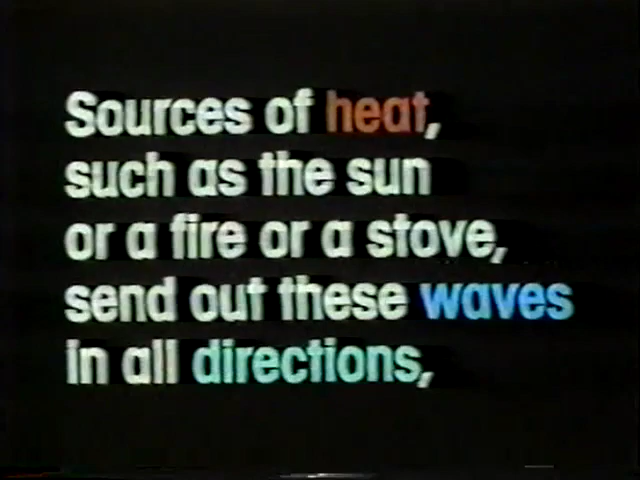 Sources of heat,
such as the sun
or a fire or a stove,
send out these waves
in all directions,